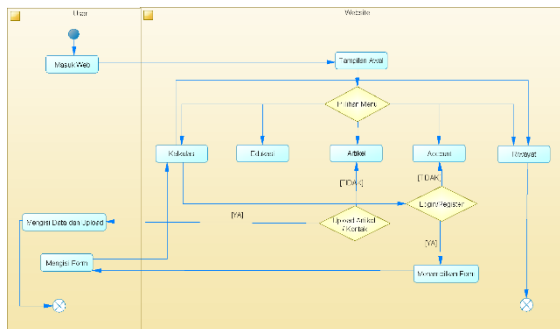 User
Website
Masuk Web
Tampilan Awal
Pilihan Menu
Kalkulasi
Edukasi
Artikel
Account
Riwayat
[TIDAK]
[TIDAK]
Login/Register
[YA]
Upload Artikel
/ Kontak
Mengisi Data dan Upload
[YA]
Mengisi Form
Menampilkan Form